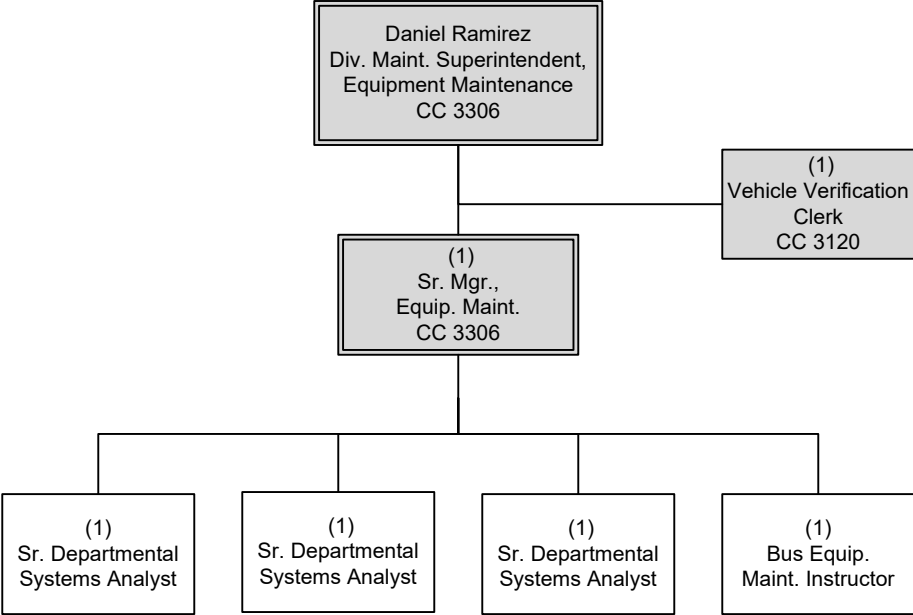 Daniel Ramirez
Div. Maint. Superintendent,
Equipment Maintenance
CC 3306
(1)
Vehicle Verification
Clerk
CC 3120
(1)
Sr. Mgr.,
Equip. Maint.
CC 3306
(1)
Sr. Departmental
Systems Analyst
(1)
Sr. Departmental
Systems Analyst
(1)
Sr. Departmental
Systems Analyst
(1)
Bus Equip.
Maint. Instructor